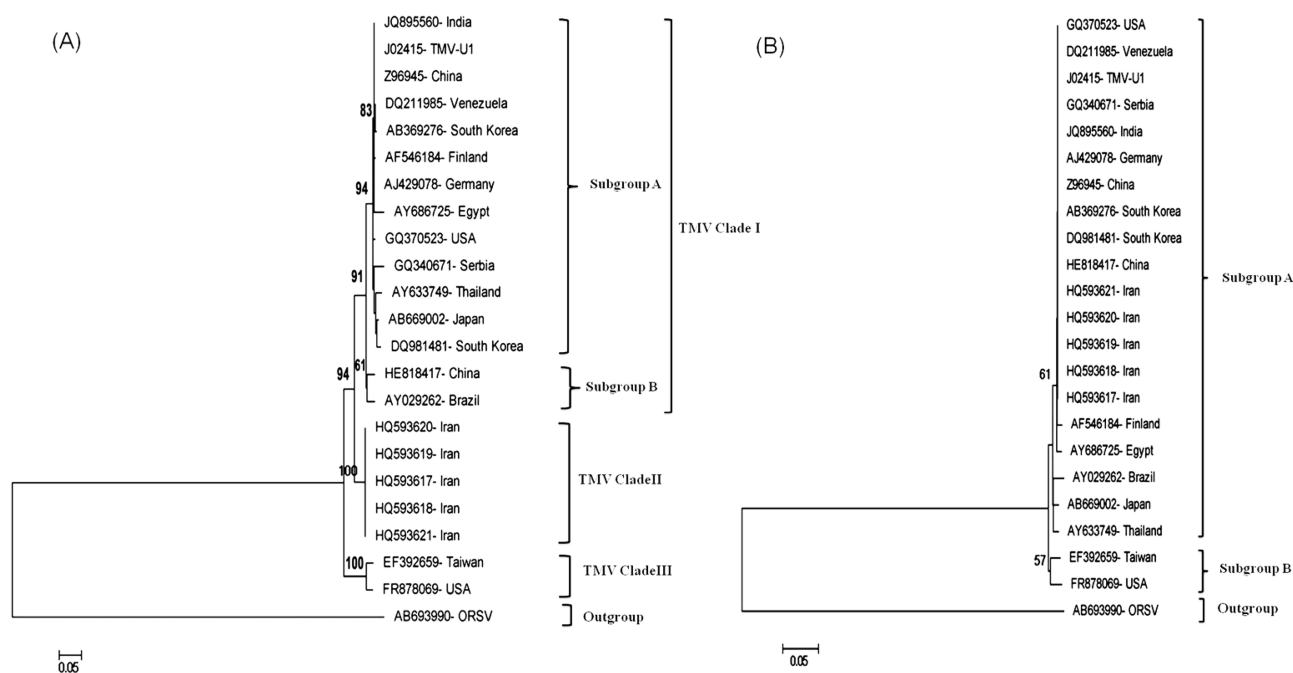 (A)
JQ895560- India
J02415- TMV-U1
Z96945- China
DQ211985- Venezuela
83
AB369276- South Korea
AF546184- Finland
AJ429078- Germany
94
Subgroup A
AY686725- Egypt
TMV Clade I
GQ370523- USA
GQ340671- Serbia
91
AY633749- Thailand
AB669002- Japan
DQ981481- South Korea
61
94
HE818417- China
Subgroup B
AY029262- Brazil
HQ593620- Iran
HQ593619- Iran
100
HQ593617- Iran
TMV CladeII
HQ593618- Iran
HQ593621- Iran
100
EF392659- Taiwan
TMV CladeIII
FR878069- USA
AB693990- ORSV
Outgroup
0.05
(B)
GQ370523- USA
DQ211985- Venezuela
J02415- TMV-U1
GQ340671- Serbia
JQ895560- India
AJ429078- Germany
Z96945- China
AB369276- South Korea
DQ981481- South Korea
HE818417- China
Subgroup A
HQ593621- Iran
HQ593620- Iran
HQ593619- Iran
HQ593618- Iran
61
HQ593617- Iran
AF546184- Finland
AY686725- Egypt
AY029262- Brazil
AB669002- Japan
AY633749- Thailand
57
EF392659- Taiwan
Subgroup B
FR878069- USA
AB693990- ORSV
Outgroup
0.05